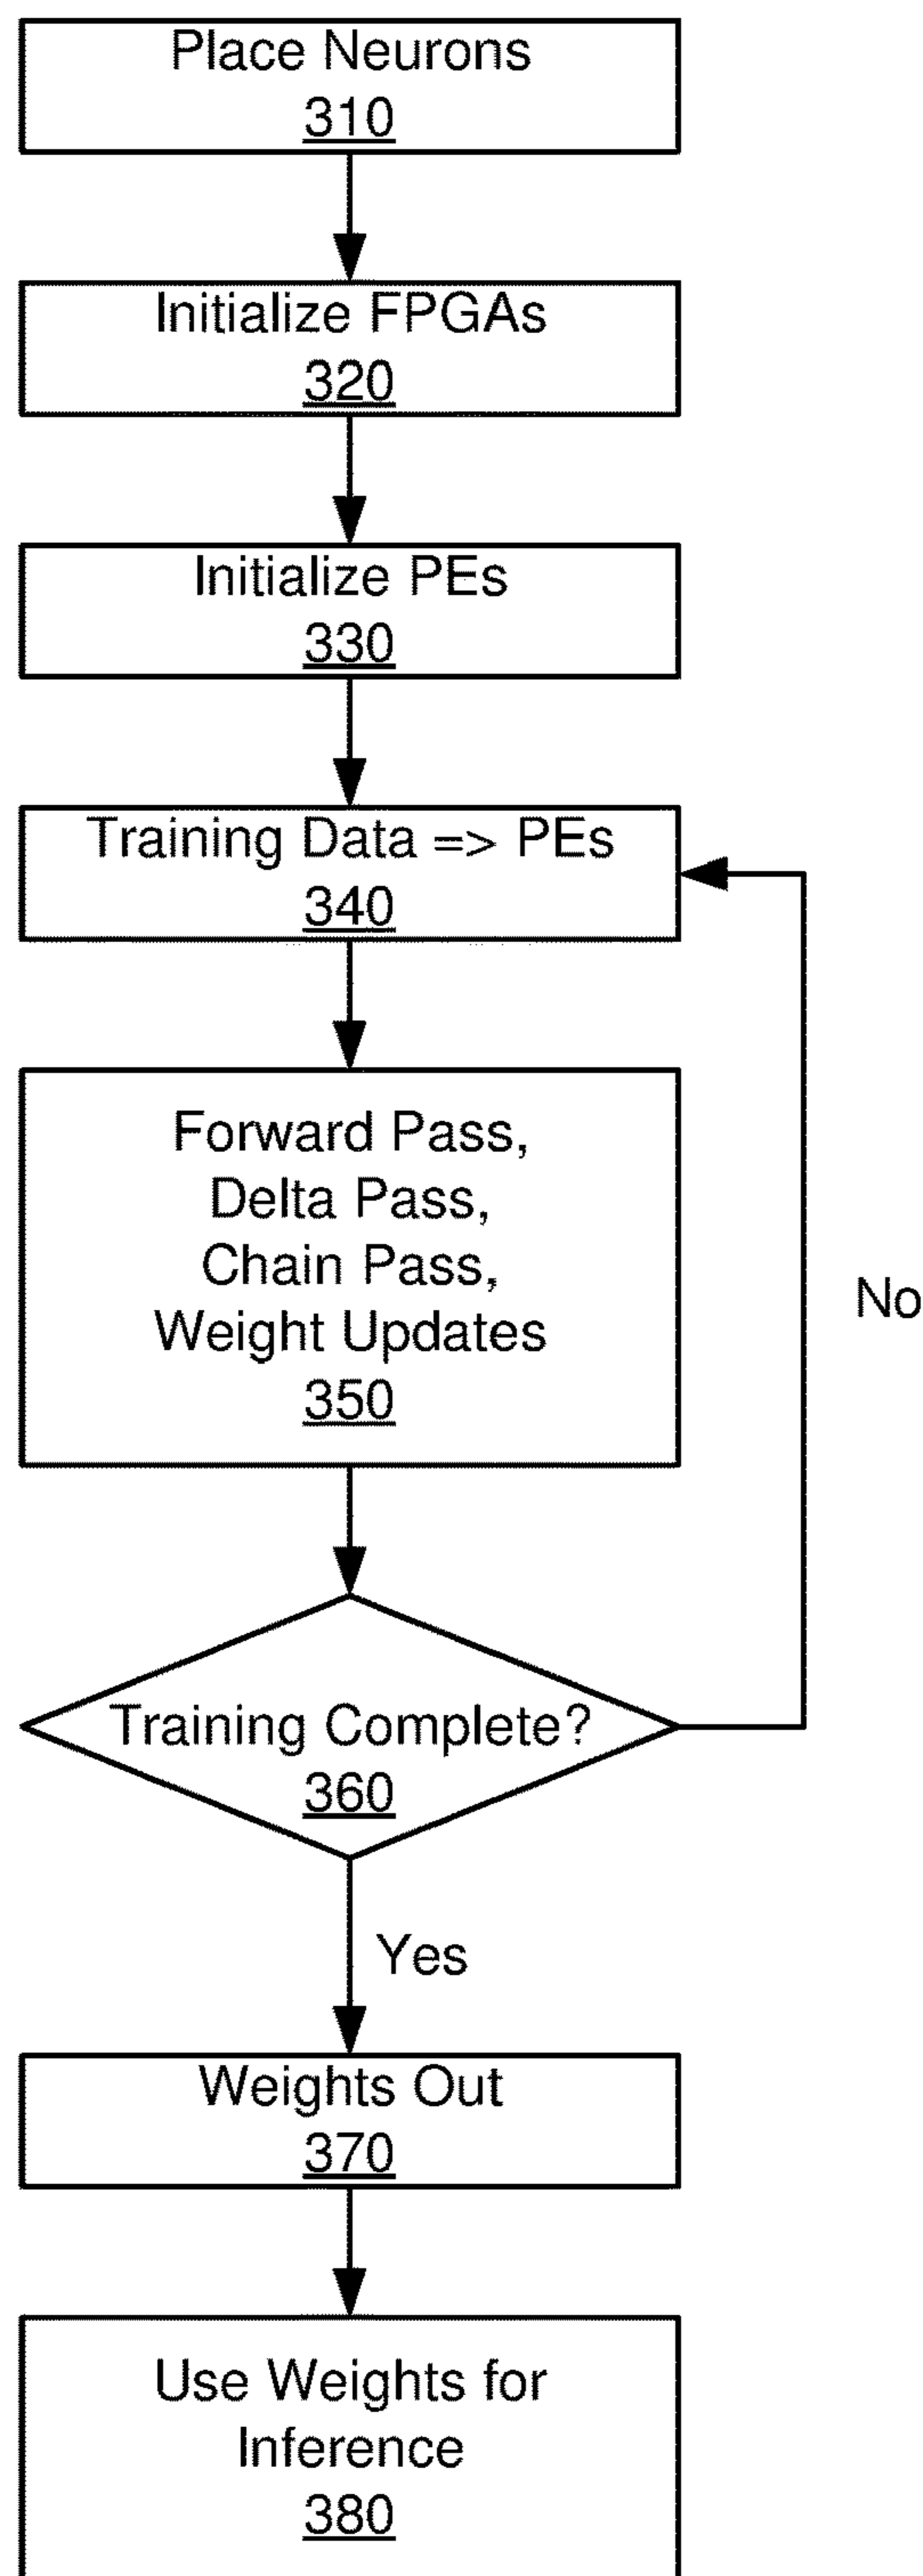 Place Neurons
310
Initialize FPGAs
320
Initialize PEs
330
Training Data => PEs
340
Forward Pass,
Delta Pass,
Chain Pass,
Weight Updates
350
No
Training Complete?
360
Yes
Weights Out
370
Use Weights for
Inference
380